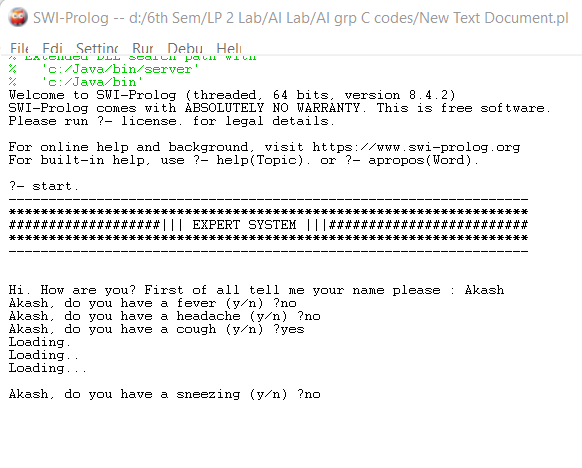 SWI-Prolog -- d:/6th Sem/LP 2 Lab/AI Lab/AI grp C codes/New Text Document.pl
File Edit Settings Run Debug Help
% Extended DLL search path with
%   'c:/Java/bin/server'
%   'c:/Java/bin'
Welcome to SWI-Prolog (threaded, 64 bits, version 8.4.2)
SWI-Prolog comes with ABSOLUTELY NO WARRANTY. This is free software.
Please run ?- license. for legal details.
For online help and background, visit https://www.swi-prolog.org
For built-in help, use ?- help(Topic). or ?- apropos(Word).
?- start.
-----------------------------------------------------------------
*****************************************************************
###################||| EXPERT SYSTEM |||#########################
*****************************************************************
-----------------------------------------------------------------
Hi. How are you? First of all tell me your name please : Akash
Akash, do you have a fever (y/n) ?no
Akash, do you have a headache (y/n) ?no
Akash, do you have a cough (y/n) ?yes
Loading.
Loading..
Loading...
Akash, do you have a sneezing (y/n) ?no